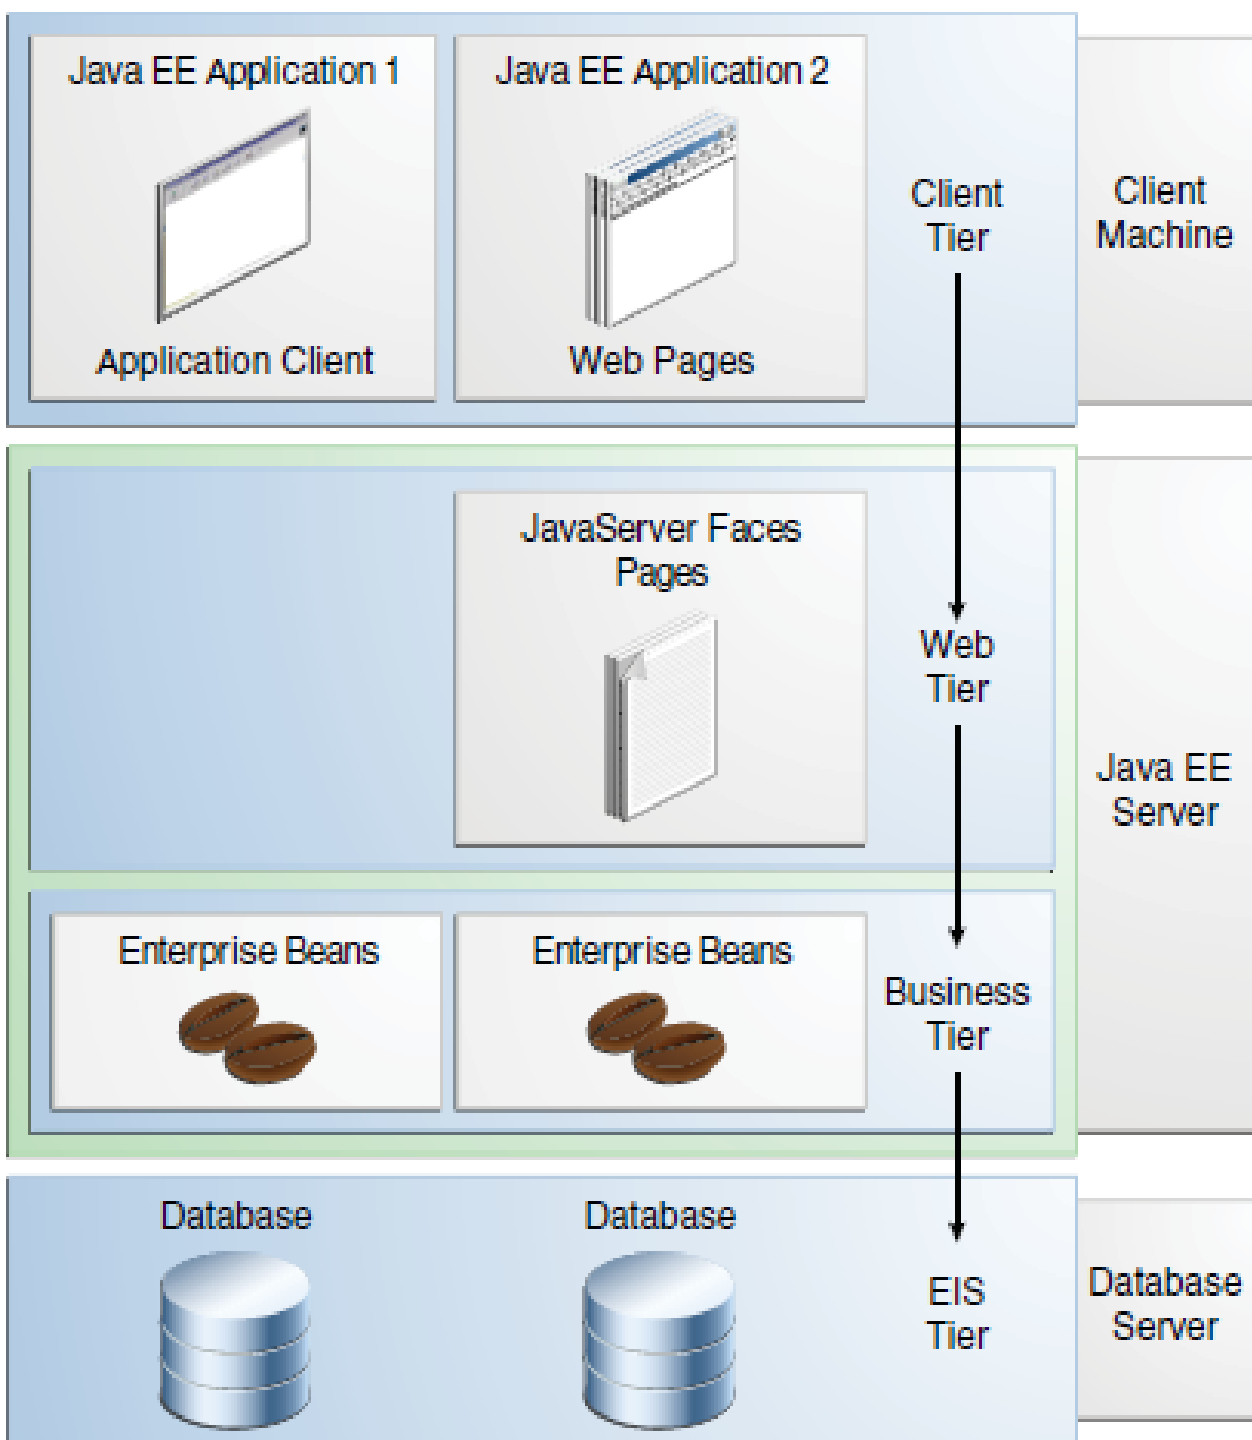 Java EE Application 1
Java EE Application 2
Application Client
Web Pages
Client
Tier
Client
Machine
JavaServer Faces
Pages
Web
Tier
Java EE
Server
Enterprise Beans
Enterprise Beans
Business
Tier
Database
Database
EIS
Tier
Database
Server